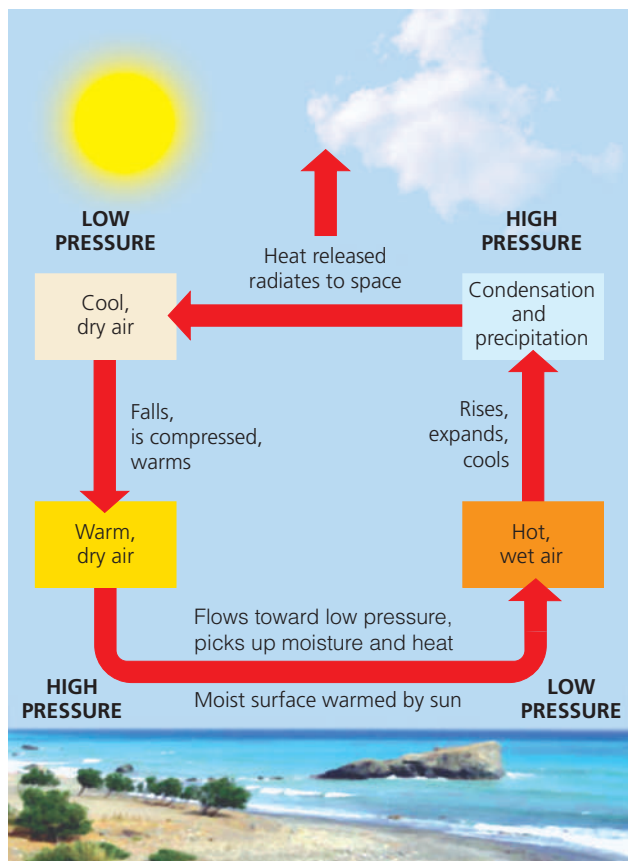 LOW
PRESSURE
HIGH
PRESSURE
Heat released
radiates to space
Cool,
dry air
Condensation
and
precipitation
Falls,
is compressed,
warms
Rises,
expands,
cools
Warm,
dry air
Hot,
wet air
Flows toward low pressure,
picks up moisture and heat
HIGH
PRESSURE
Moist surface warmed by sun
LOW
PRESSURE